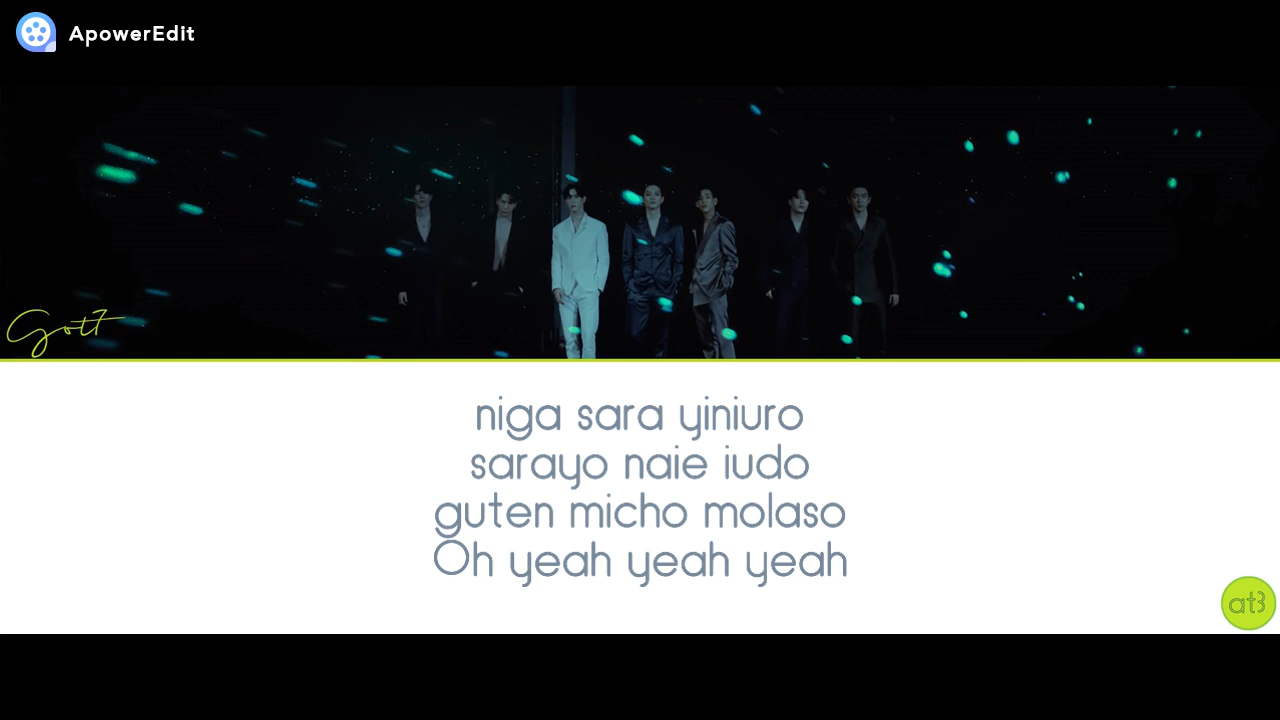 ApowerEdit
Got7
niga sara yiniuro
sarayo naie iudo
guten micho molaso
Oh yeah yeah yeah
at3